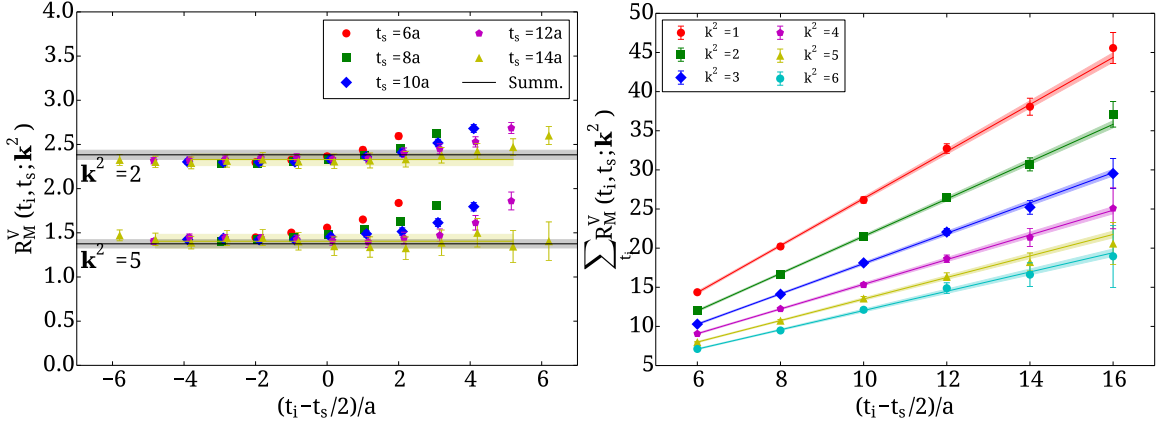 4.0
3.5
3.0
2.5
2.0
1.5
1.0
0.5
0.0
R_M^V(t_i, t_s; k^2)
t_s = 6a
t_s = 8a
t_s = 10a
t_s = 12a
t_s = 14a
Summ.
k^2 = 2
k^2 = 5
−6 −4 −2 0 2 4 6
(t_i − t_s/2)/a
50
45
40
35
30
25
20
15
10
5
∑_{t_i} R_M^V(t_i, t_s; k^2)
k^2 = 1
k^2 = 2
k^2 = 3
k^2 = 4
k^2 = 5
k^2 = 6
6 8 10 12 14 16
(t_i − t_s/2)/a